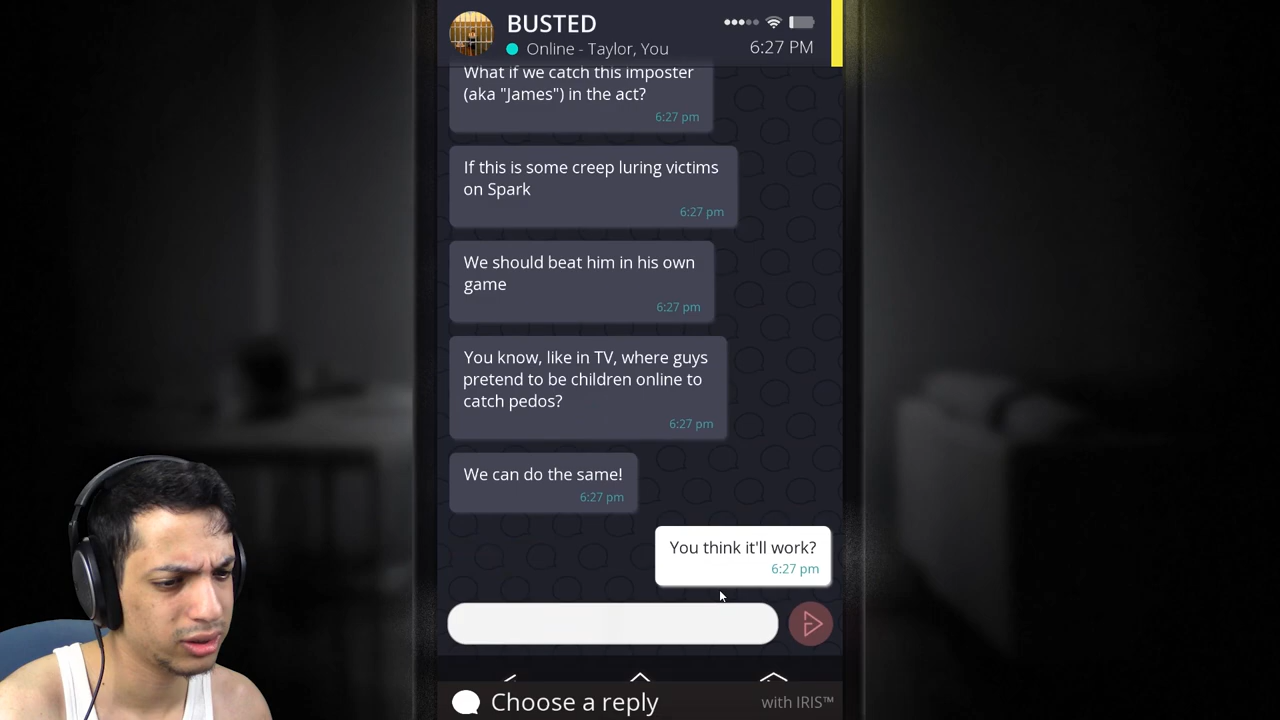 BUSTED
Online - Taylor, You
6:27 PM
What if we catch this imposter
(aka "James") in the act?
6:27 pm
If this is some creep luring victims
on Spark
6:27 pm
We should beat him in his own
game
6:27 pm
You know, like in TV, where guys
pretend to be children online to
catch pedos?
6:27 pm
We can do the same!
6:27 pm
You think it'll work?
6:27 pm
Choose a reply
with IRIS™